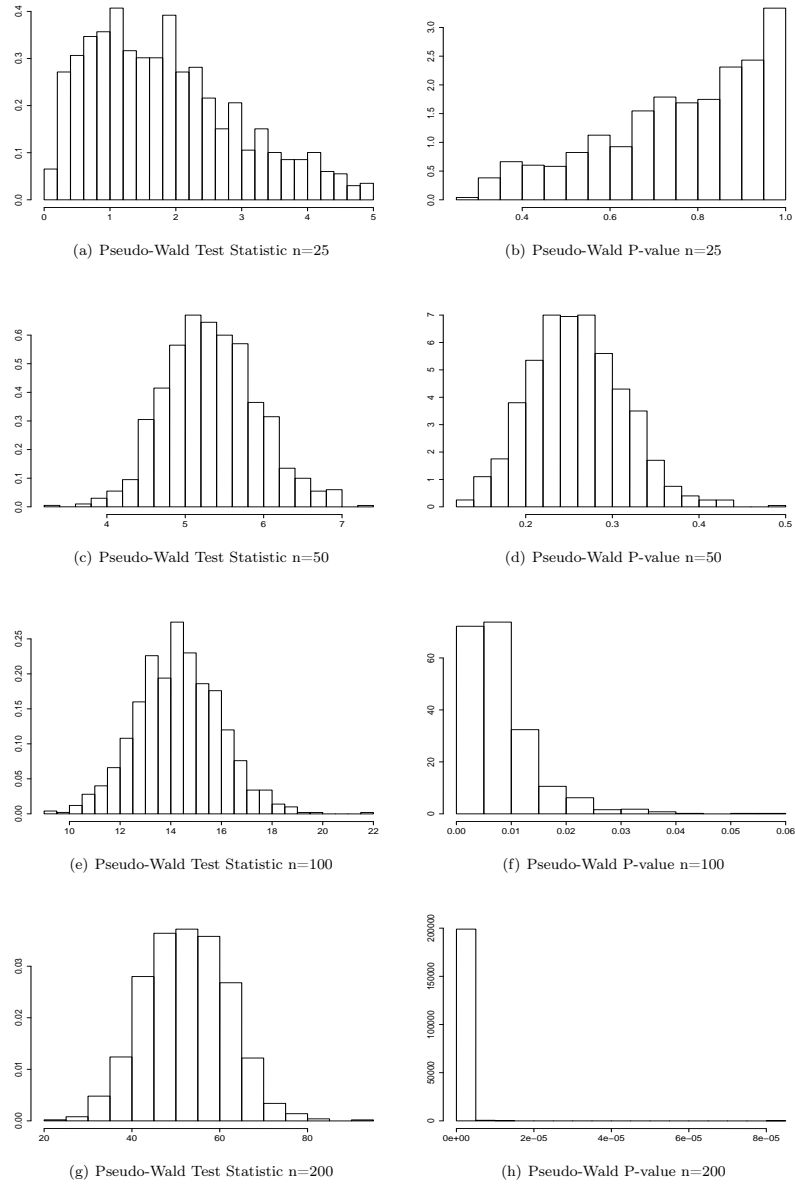 0.0 0.1 0.2 0.3 0.4
0 1 2 3 4 5
(a) Pseudo-Wald Test Statistic n=25
0.0 0.5 1.0 1.5 2.0 2.5 3.0
0.4 0.6 0.8 1.0
(b) Pseudo-Wald P-value n=25
0.0 0.1 0.2 0.3 0.4 0.5 0.6
4 5 6 7
(c) Pseudo-Wald Test Statistic n=50
0 1 2 3 4 5 6 7
0.2 0.3 0.4 0.5
(d) Pseudo-Wald P-value n=50
0.00 0.05 0.10 0.15 0.20 0.25
10 12 14 16 18 20 22
(e) Pseudo-Wald Test Statistic n=100
0 20 40 60
0.00 0.01 0.02 0.03 0.04 0.05 0.06
(f) Pseudo-Wald P-value n=100
0.00 0.01 0.02 0.03
20 40 60 80
(g) Pseudo-Wald Test Statistic n=200
0 50000 100000 150000 200000
0e+00 2e-05 4e-05 6e-05 8e-05
(h) Pseudo-Wald P-value n=200